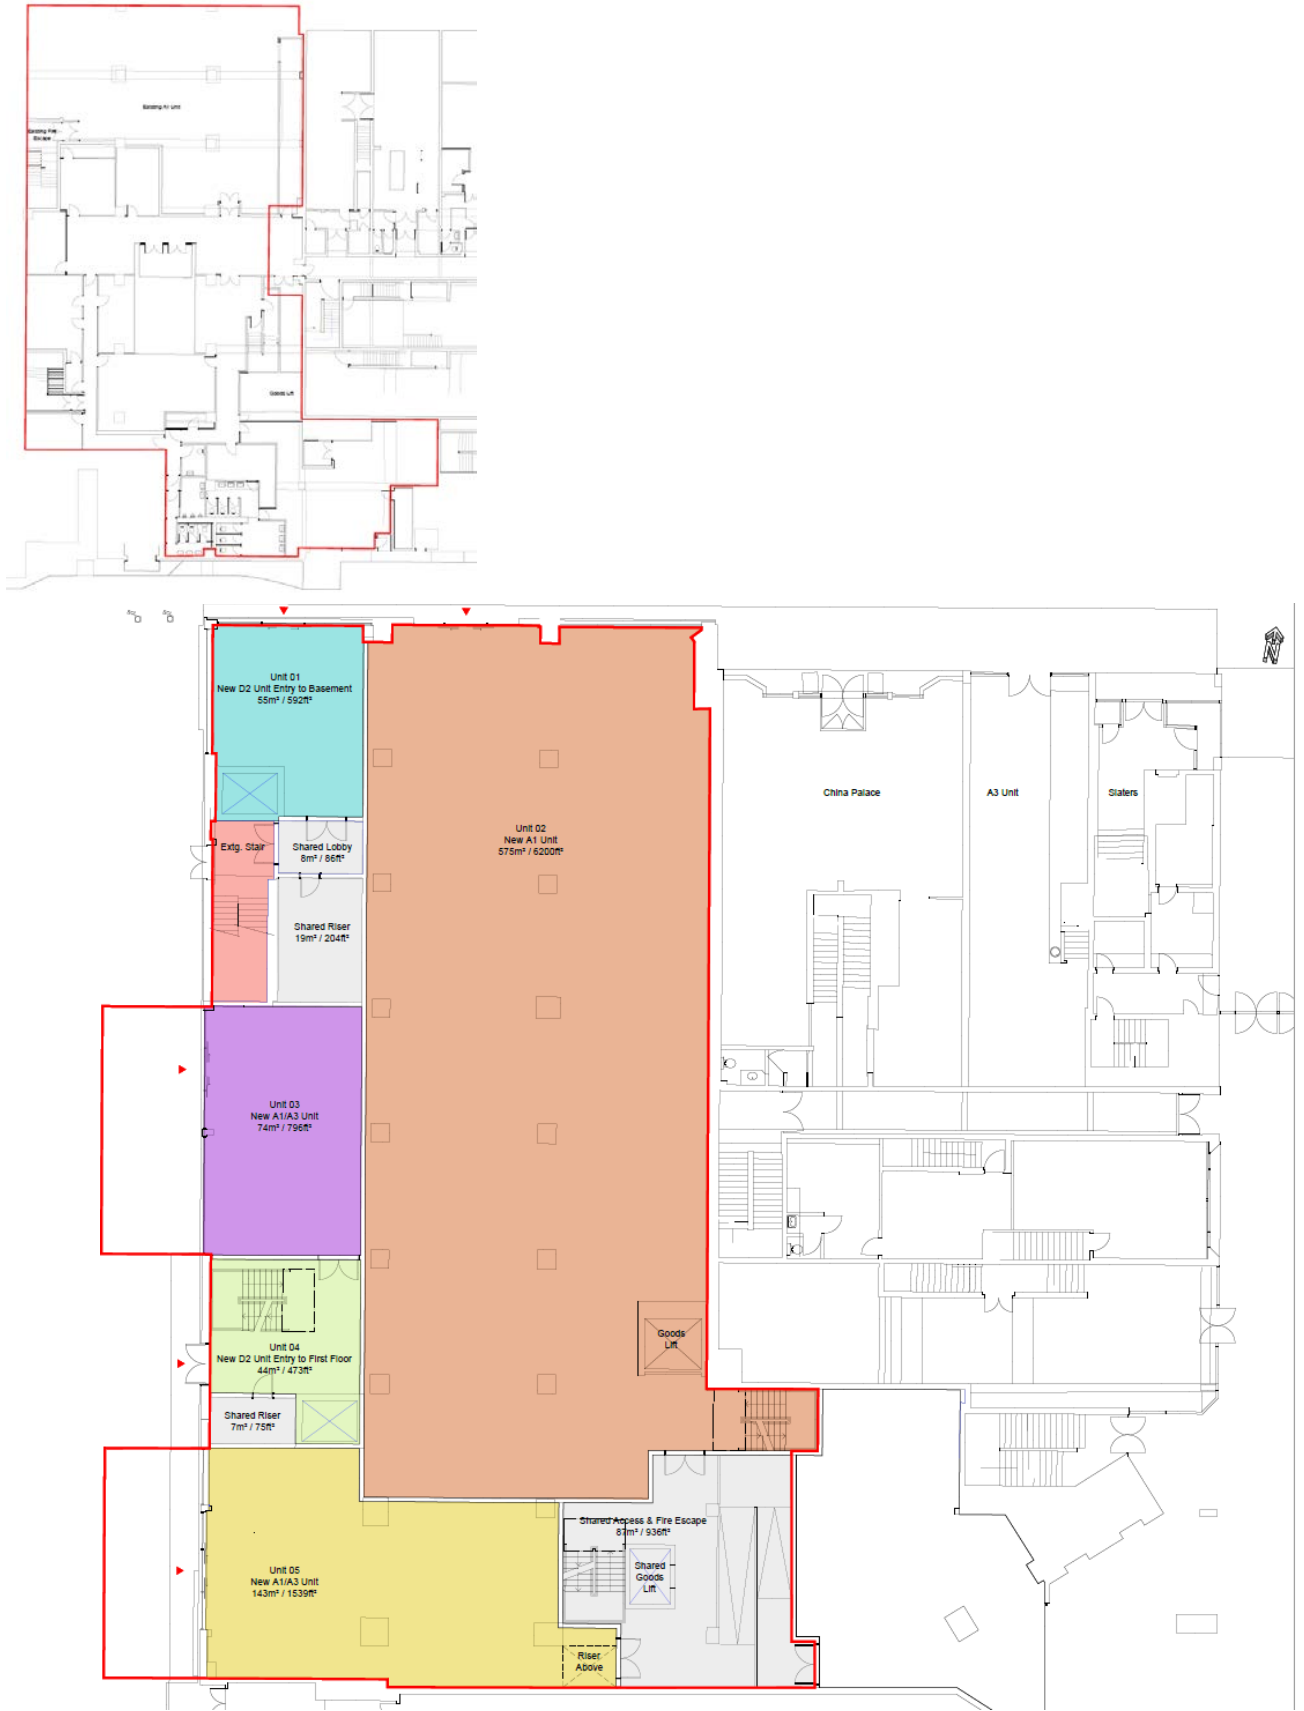 Existing A1 Unit
Existing Fire
Escape
Goods Lift
Unit 01
New D2 Unit Entry to Basement
55m² / 592ft²
Unit 02
New A1 Unit
575m² / 6200ft²
China Palace
A3 Unit
Slaters
Extg. Stair
Shared Lobby
8m² / 86ft²
Shared Riser
19m² / 204ft²
Unit 03
New A1/A3 Unit
74m² / 796ft²
Goods
Lift
Unit 04
New D2 Unit Entry to First Floor
44m² / 473ft²
Shared Riser
7m² / 75ft²
Shared Access & Fire Escape
87m² / 936ft²
Shared
Goods
Lift
Unit 05
New A1/A3 Unit
143m² / 1539ft²
Riser
Above